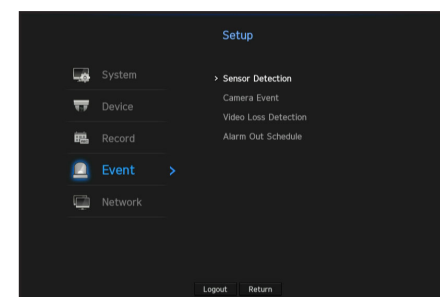 Setup
System
Device
Record
Event
Network
Sensor Detection
Camera Event
Video Loss Detection
Alarm Out Schedule
Logout Return